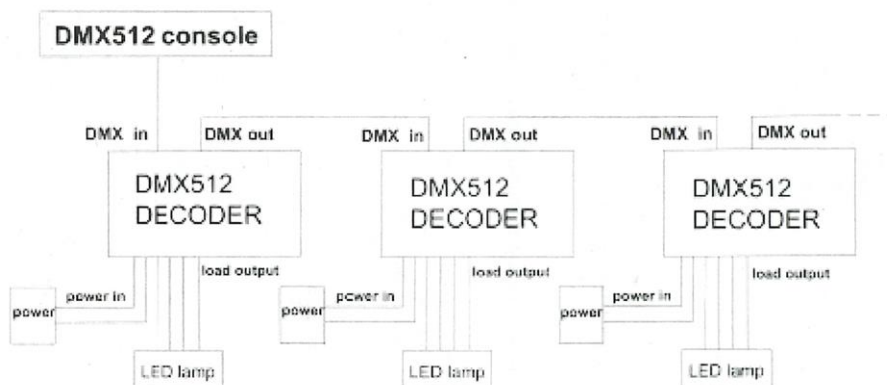 DMX512 console
DMX in
DMX out
DMX in
DMX out
DMX in
DMX out
DMX512
DECODER
DMX512
DECODER
DMX512
DECODER
load output
load output
load output
power in
power in
power in
power
power
power
LED lamp
LED lamp
LED lamp